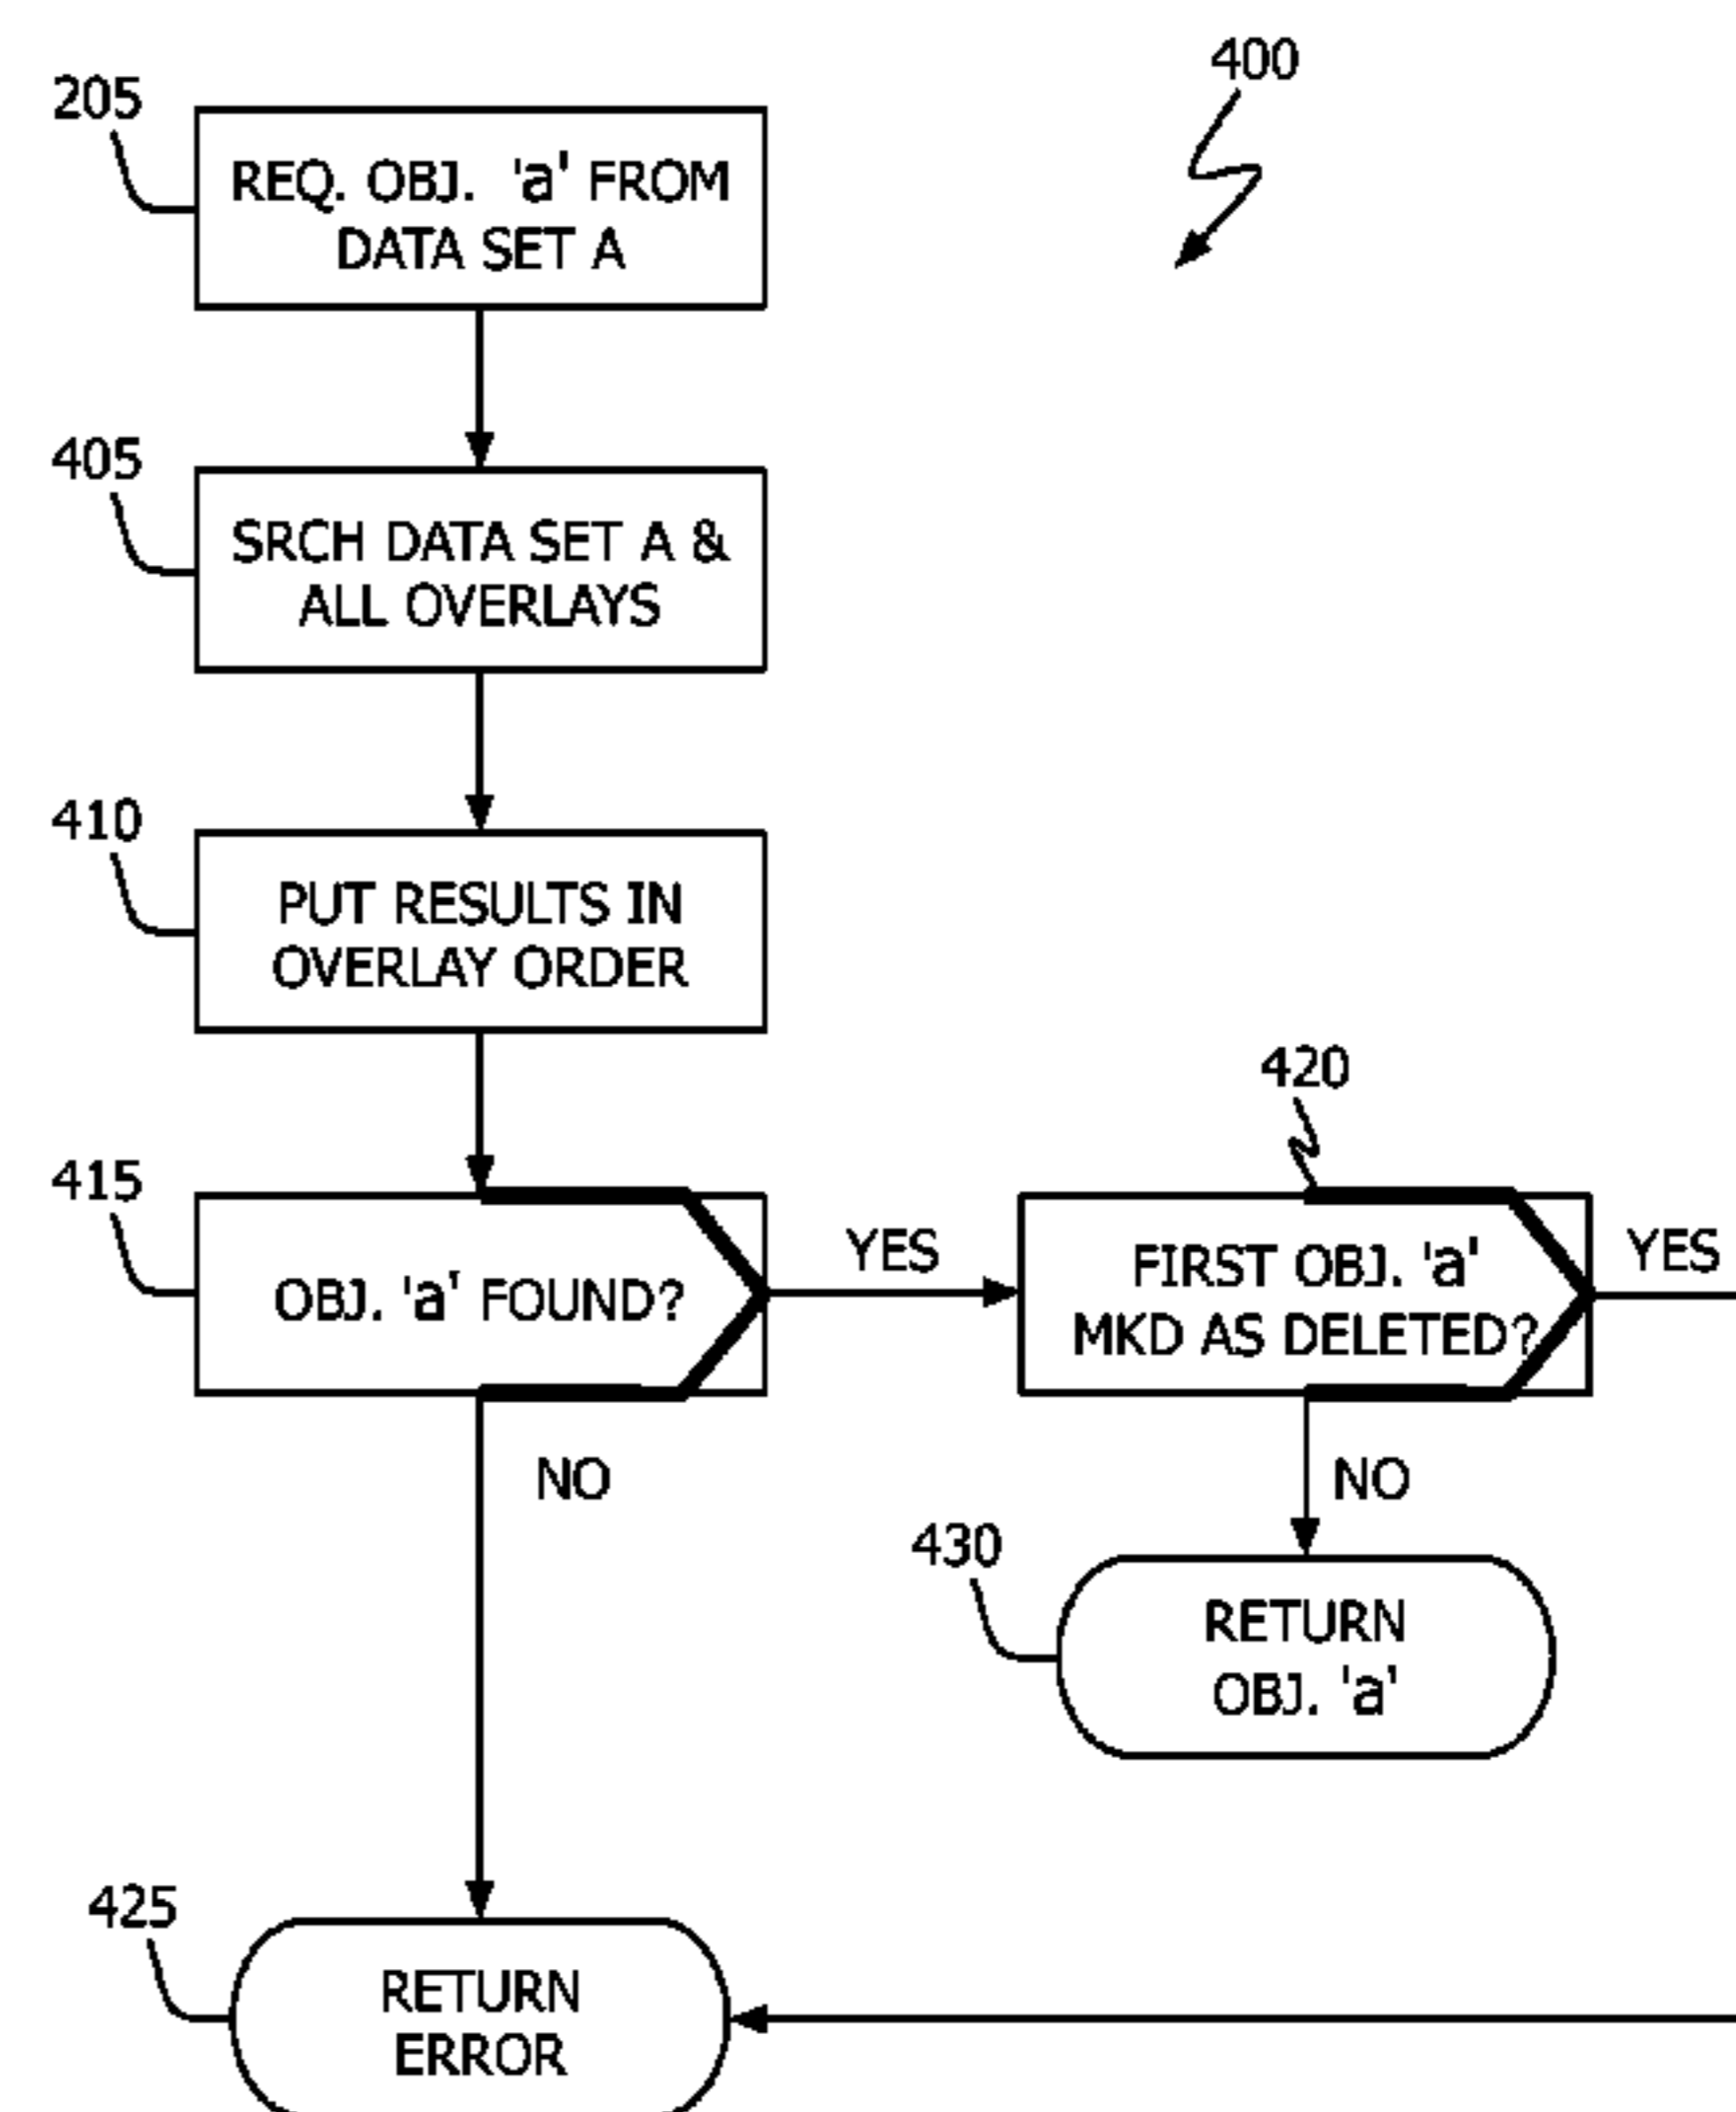 400
205
REQ. OBJ. 'a' FROM
DATA SET A
405
SRCH DATA SET A &
ALL OVERLAYS
410
PUT RESULTS IN
OVERLAY ORDER
415
OBJ. 'a' FOUND?
YES
NO
420
FIRST OBJ. 'a'
MKD AS DELETED?
YES
NO
430
RETURN
OBJ. 'a'
425
RETURN
ERROR